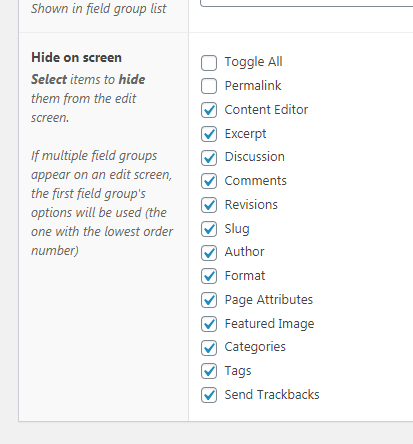 Shown in field group list
Hide on screen
Select items to hide
them from the edit
screen.
If multiple field groups
appear on an edit screen,
the first field group's
options will be used (the
one with the lowest order
number)
Toggle All
Permalink
Content Editor
Excerpt
Discussion
Comments
Revisions
Slug
Author
Format
Page Attributes
Featured Image
Categories
Tags
Send Trackbacks